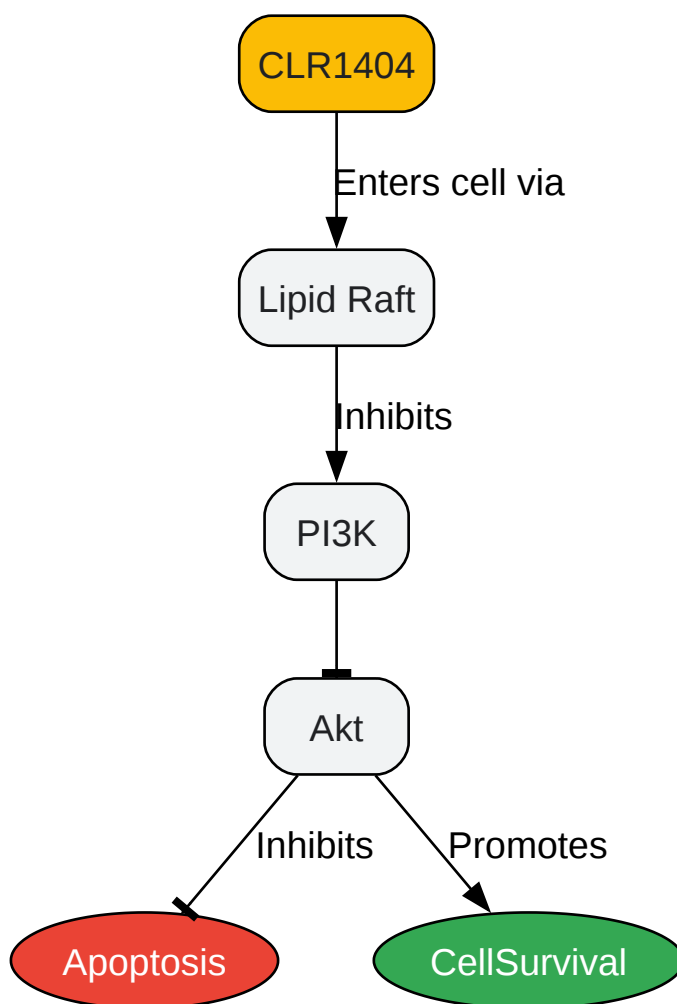 CLR1404
Enters cell via
Lipid Raft
Inhibits
PI3K
Akt
Inhibits
Promotes
Apoptosis
CellSurvival